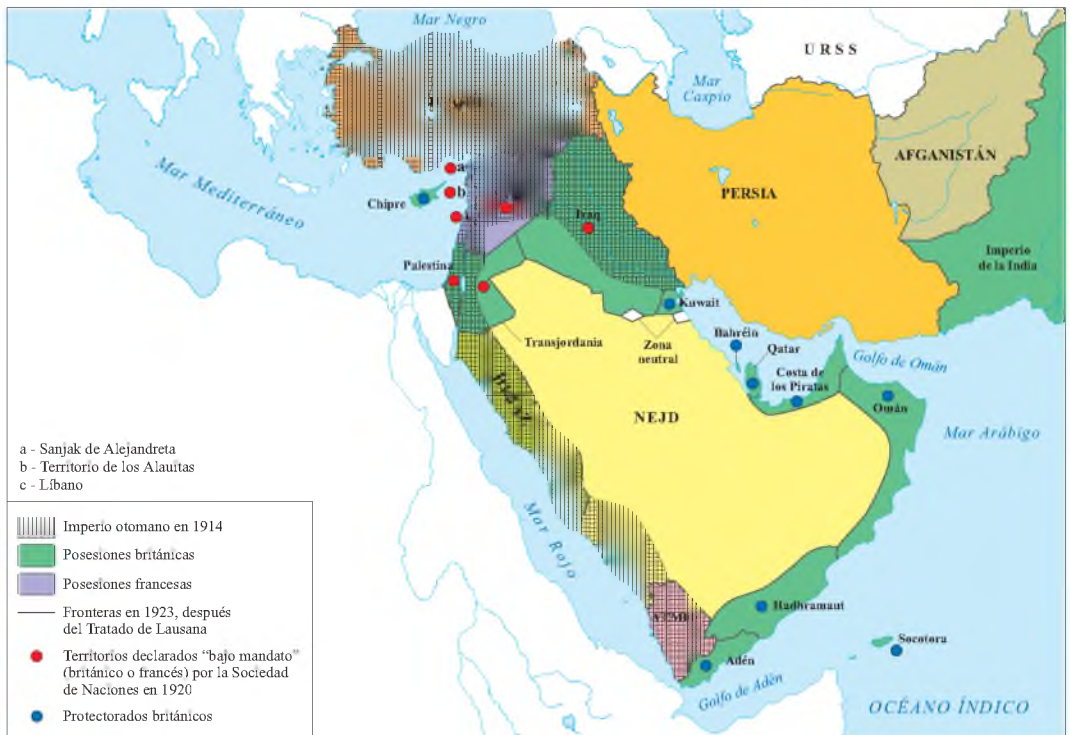 Mar Negro
URSS
Mar
Caspio
AFGANISTÁN
Mar Mediterráneo
a
b
Chipre
PERSIA
Iraq
Imperio
de la India
Palestina
Kuwait
Transjordania
Zona
neutral
Bahréin
Qatar
Golfo de Omán
Costa de
los Piratas
Omán
NEJD
Mar Arábigo
a - Sanjak de Alejandreta
b - Territorio de los Alauitas
c - Líbano
Mar Rojo
Imperio otomano en 1914
Posesiones británicas
Posesiones francesas
Fronteras en 1923, después
del Tratado de Lausana
Territorios declarados “bajo mandato”
(británico o francés) por la Sociedad
de Naciones en 1920
Protectorados británicos
Hadhramaut
Socotora
Adén
Golfo de Adén
OCÉANO ÍNDICO